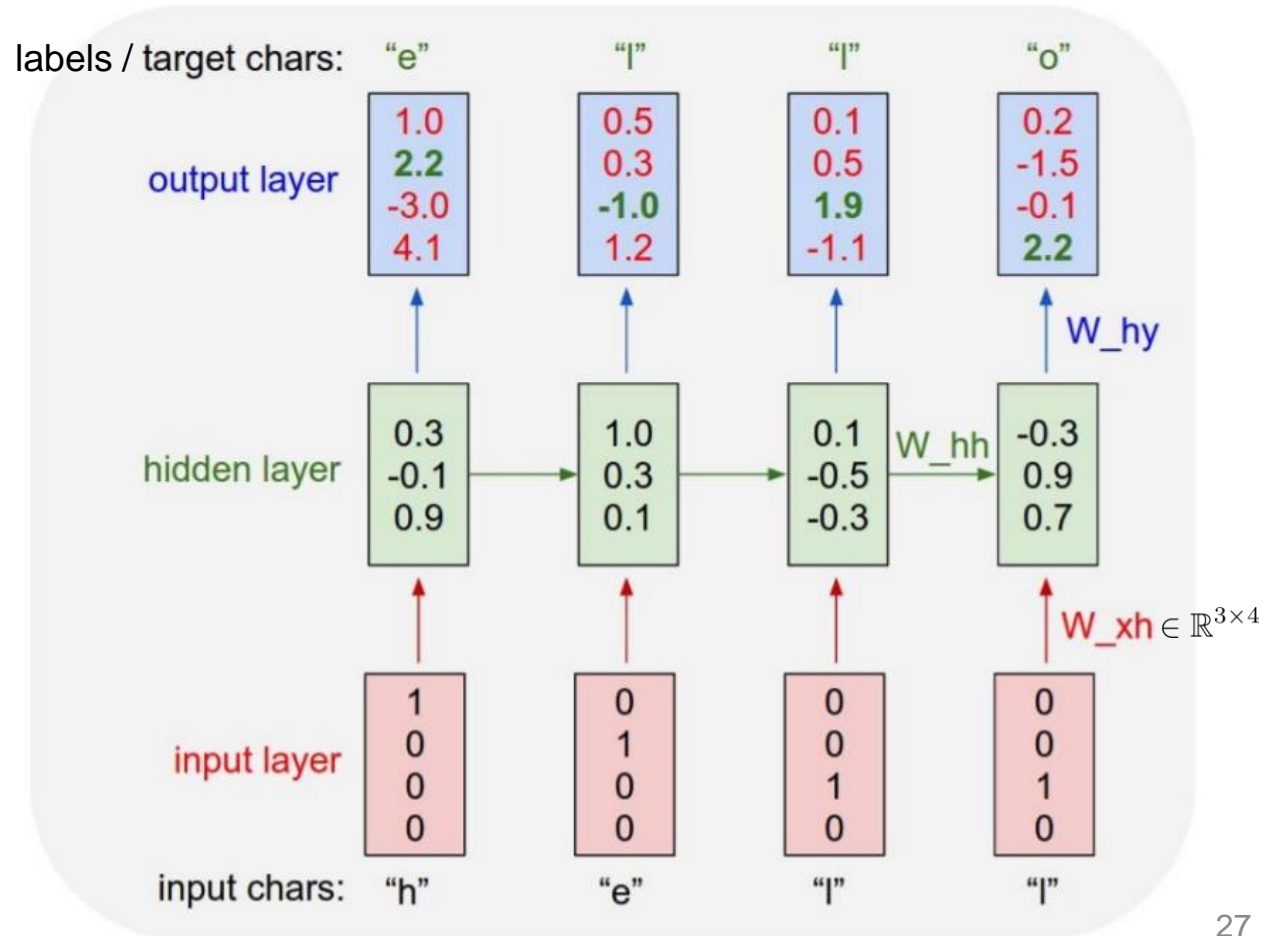 labels / target chars: “e” “l” “l” “o”
output layer
1.0 0.5 0.1 0.2
2.2 0.3 0.5 -1.5
-3.0 -1.0 1.9 -0.1
4.1 1.2 -1.1 2.2
W_hy
hidden layer
0.3 1.0 0.1 -0.3
-0.1 0.3 -0.5 0.9
0.9 0.1 -0.3 0.7
W_hh
W_xh ∈ ℝ^{3×4}
input layer
1 0 0 0
0 1 0 0
0 0 1 1
0 0 0 0
input chars: “h” “e” “l” “l”
27